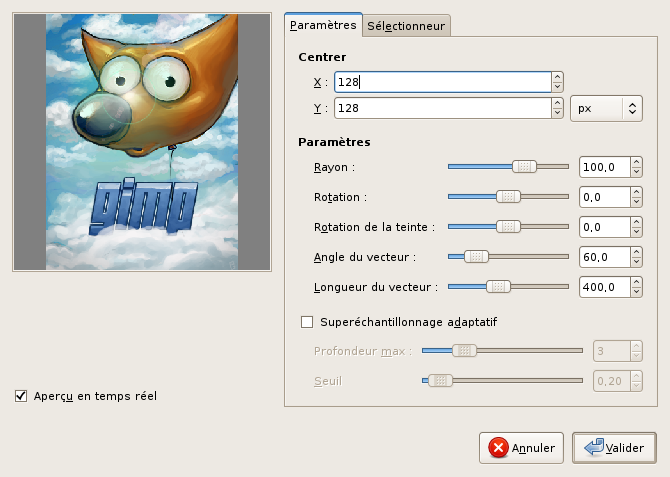 Paramètres
Sélectionneur
Centrer
X : 128
Y : 128
px
Paramètres
Rayon : 100,0
Rotation : 0,0
Rotation de la teinte : 0,0
Angle du vecteur : 60,0
Longueur du vecteur : 400,0
Superéchantillonnage adaptatif
Profondeur max : 3
Seuil 0,20
gimp
Aperçu en temps réel
Annuler
Valider